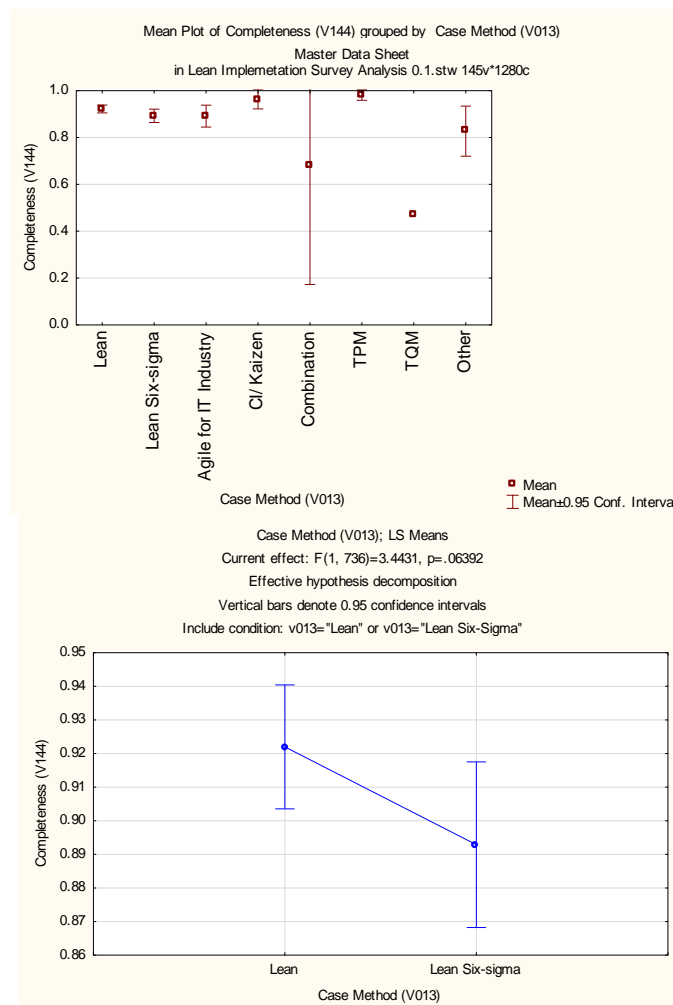 Mean Plot of Completeness (V144) grouped by  Case Method (V013)
Master Data Sheet
in Lean Implemetation Survey Analysis 0.1.stw 145v*1280c
1.0
0.8
0.6
0.4
0.2
0.0
Completeness (V144)
Lean
Lean Six-sigma
Agile for IT Industry
CI/ Kaizen
Combination
TPM
TQM
Other
Case Method (V013)
Mean
Mean±0.95 Conf. Interva
Case Method (V013); LS Means
Current effect: F(1, 736)=3.4431, p=.06392
Effective hypothesis decomposition
Vertical bars denote 0.95 confidence intervals
Include condition: v013="Lean" or v013="Lean Six-Sigma"
0.95
0.94
0.93
0.92
0.91
0.90
0.89
0.88
0.87
0.86
Completeness (V144)
Lean
Lean Six-sigma
Case Method (V013)